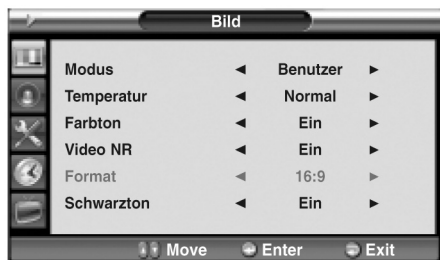 Bild
Modus ◄ Benutzer ►
Temperatur ◄ Normal ►
Farbton ◄ Ein ►
Video NR ◄ Ein ►
Format ◄ 16:9 ►
Schwarzton ◄ Ein ►
Move Enter Exit